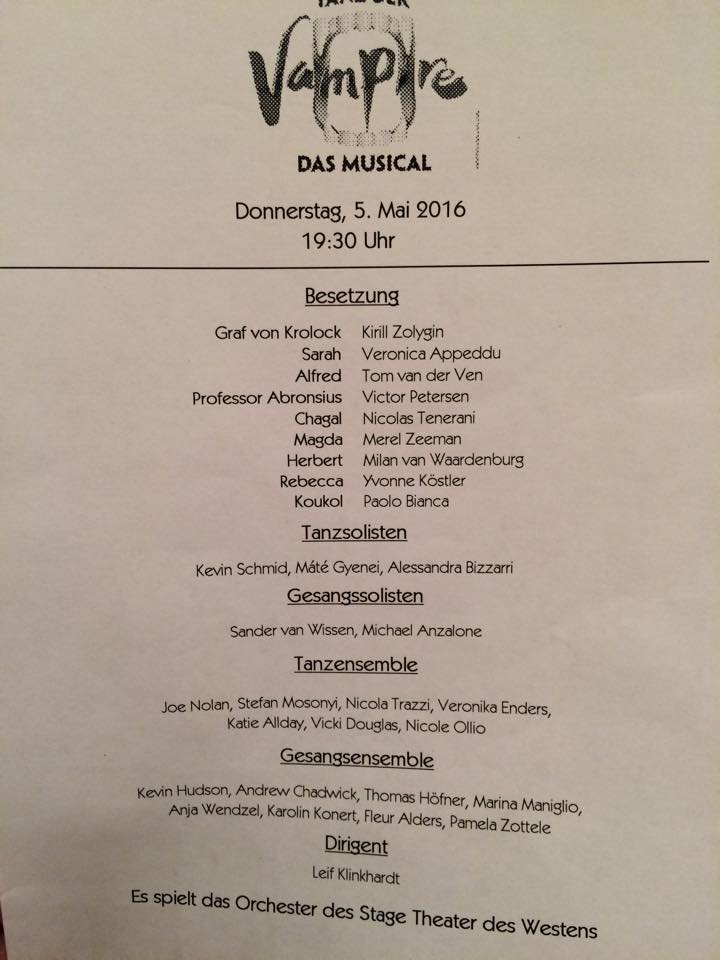 TANZ DER
Vampire
DAS MUSICAL
Donnerstag, 5. Mai 2016
19:30 Uhr
Besetzung
Graf von Krolock Kirill Zolygin
Sarah Veronica Appeddu
Alfred Tom van der Ven
Professor Abronsius Victor Petersen
Chagal Nicolas Tenerani
Magda Merel Zeeman
Herbert Milan van Waardenburg
Rebecca Yvonne Köstler
Koukol Paolo Bianca
Tanzsolisten
Kevin Schmid, Máté Gyenei, Alessandra Bizzarri
Gesangssolisten
Sander van Wissen, Michael Anzalone
Tanzensemble
Joe Nolan, Stefan Mosonyi, Nicola Trazzi, Veronika Enders,
Katie Allday, Vicki Douglas, Nicole Ollio
Gesangsensemble
Kevin Hudson, Andrew Chadwick, Thomas Höfner, Marina Maniglio,
Anja Wendzel, Karolin Konert, Fleur Alders, Pamela Zottele
Dirigent
Leif Klinkhardt
Es spielt das Orchester des Stage Theater des Westens